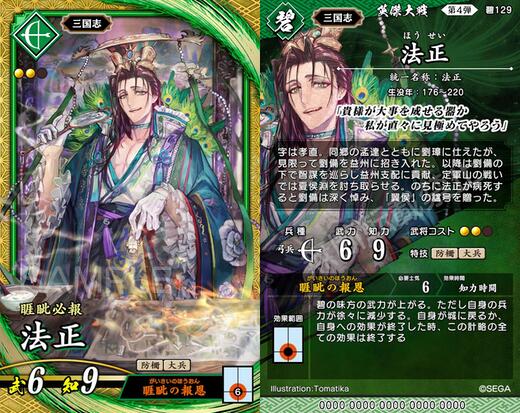 三国志
睚眦必報
法正
防柵 大兵
武6 知9
がいさいのほうおん
睚眦の報恩
6
碧
三国志
英傑大戦
第4弾
碧129
ほう せい
法正
統一名称:法正
生没年:176~220
「貴様が大事を成せる器か
私が直々に見極めてやろう」
字は孝直。同郷の孟達とともに劉璋に仕えたが、
見限って劉備を益州に招き入れた。以降は劉備の
下で智謀を巡らし益州支配に貢献、定軍山の戦い
では夏侯淵を討ち取らせる。のちに法正が病死す
ると劉備は深く悼み、「翼侯」の諡号を贈った。
兵種 武力 知力 武将コスト
弓兵 6 9 特技 防柵 大兵
がいさいのほうおん 必要士気 効果時間
睚眦の報恩 6 知力時間
効果範囲
碧の味方の武力が上がる。ただし自身の兵
力が徐々に減少する。自身が城に戻るか、
自身への効果が終了した時、この計略の全
ての効果は終了する
Illustration:Tomatika
©SEGA
0000 0000 0000 0000 0000